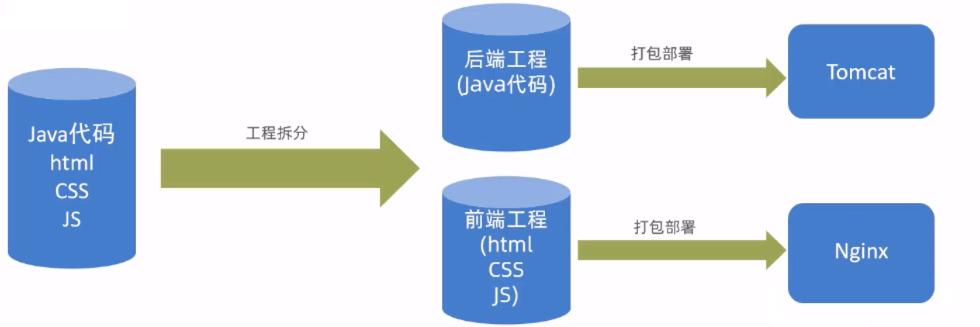 Java代码
html
CSS
JS
工程拆分
后端工程
(Java代码)
打包部署
Tomcat
前端工程
(html
CSS
JS)
打包部署
Nginx